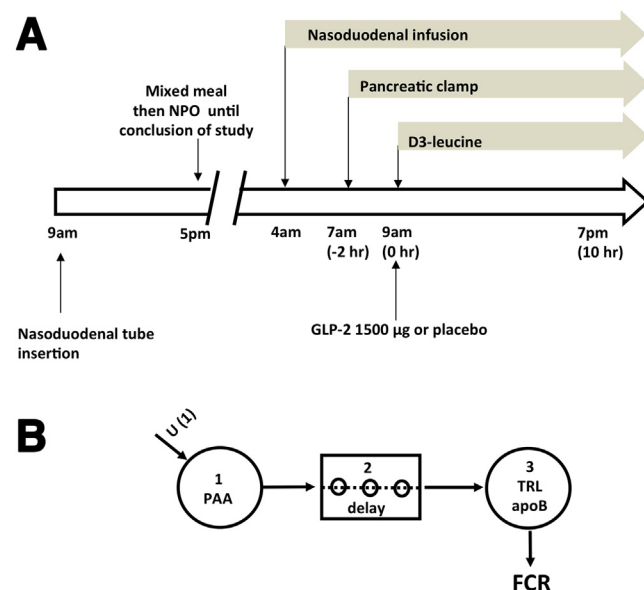 A
Nasoduodenal infusion
Pancreatic clamp
D3-leucine
Mixed meal
then NPO until
conclusion of study
9am
5pm
4am
7am
(-2 hr)
9am
(0 hr)
7pm
(10 hr)
Nasoduodenal tube
insertion
GLP-2 1500 µg or placebo
B
U (1)
1
PAA
2
delay
3
TRL
apoB
FCR